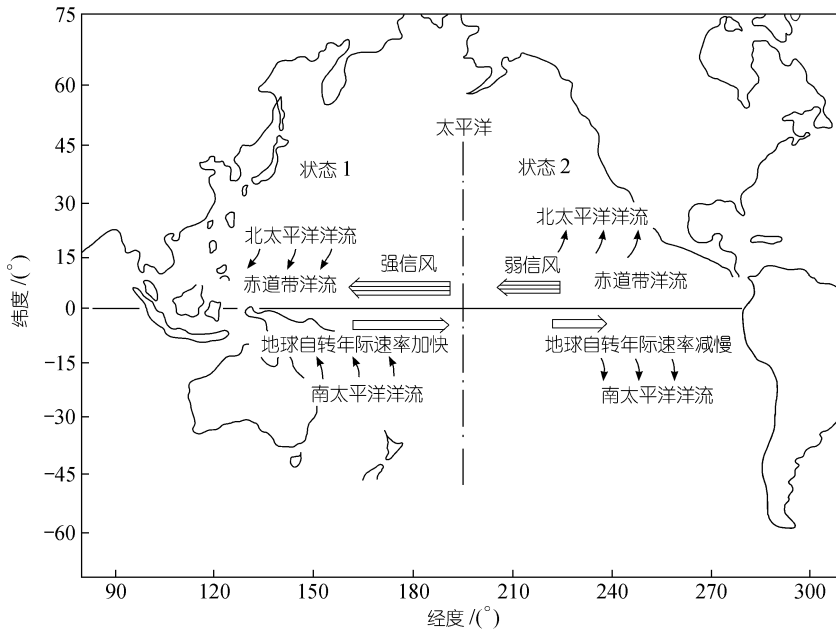 纬度 /(°)
75
60
45
30
15
0
−15
−30
−45
−60
太平洋
状态 1
状态 2
北太平洋洋流
赤道带洋流
强信风
弱信风
北太平洋洋流
赤道带洋流
地球自转年际速率加快
南太平洋洋流
地球自转年际速率减慢
南太平洋洋流
90
120
150
180
210
240
270
300
经度 /(°)